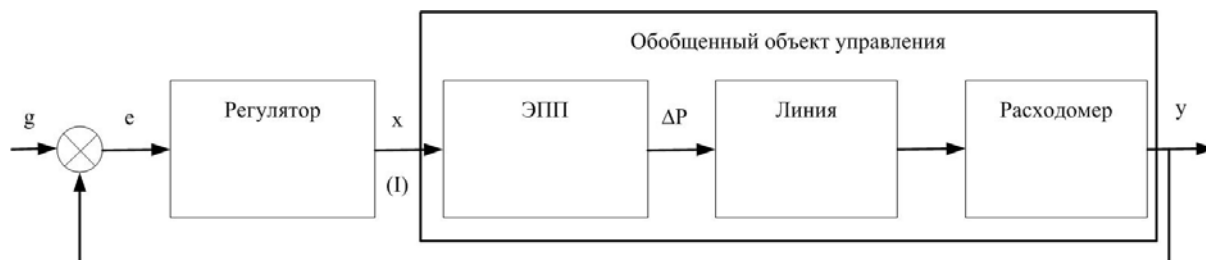 Обобщенный объект управления
g
e
Регулятор
x
(I)
ЭПП
ΔP
Линия
Расходомер
y